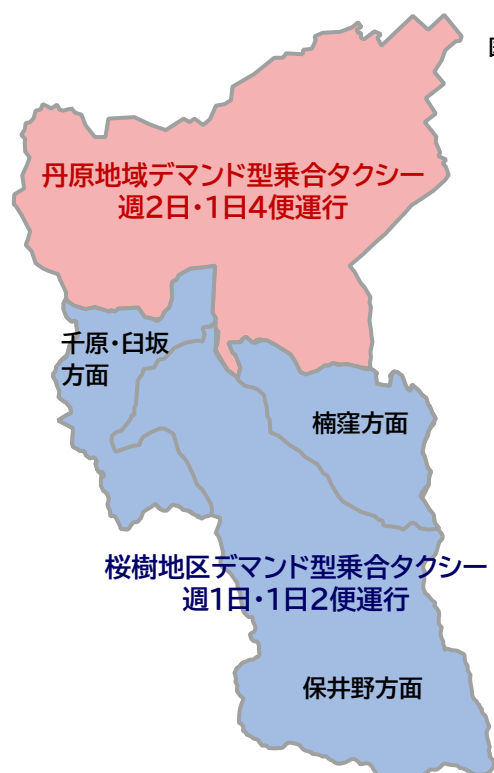 丹原地域デマンド型乗合タクシー
週2日・1日4便運行
千原・臼坂
方面
楠窪方面
桜樹地区デマンド型乗合タクシー
週1日・1日2便運行
保井野方面